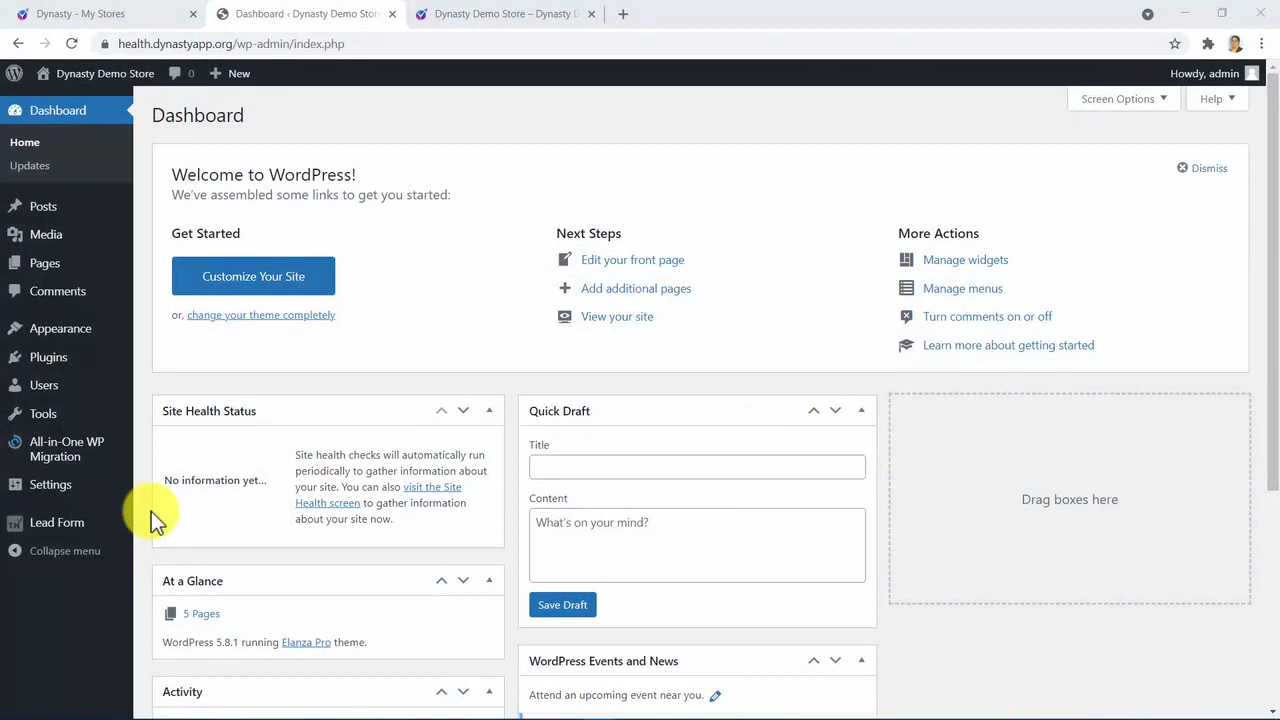 Dynasty - My Stores
Dashboard ‹ Dynasty Demo Store
Dynasty Demo Store – Dynasty D
health.dynastyapp.org/wp-admin/index.php
Dynasty Demo Store
0
New
Howdy, admin
Dashboard
Home
Updates
Posts
Media
Pages
Comments
Appearance
Plugins
Users
Tools
All-in-One WP
Migration
Settings
Lead Form
Collapse menu
Screen Options
Help
Dashboard
Welcome to WordPress!
We've assembled some links to get you started:
Dismiss
Get Started
Customize Your Site
or, change your theme completely
Next Steps
Edit your front page
Add additional pages
View your site
More Actions
Manage widgets
Manage menus
Turn comments on or off
Learn more about getting started
Site Health Status
No information yet...
Site health checks will automatically run
periodically to gather information about
your site. You can also visit the Site
Health screen to gather information
about your site now.
At a Glance
5 Pages
WordPress 5.8.1 running Elanza Pro theme.
Activity
Quick Draft
Title
Content
What's on your mind?
Save Draft
WordPress Events and News
Attend an upcoming event near you.
Drag boxes here